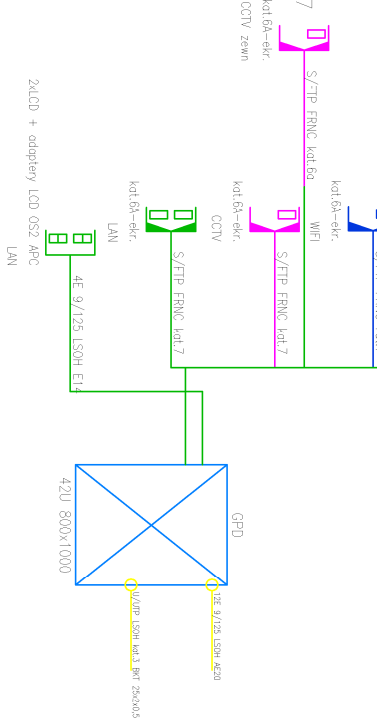 7
kat.6A-ekr.
CCTV zewn
S/FTP FRNC kat.6a
kat.6A-ekr.
WIFI
kat.6A-ekr.
CCTV
S/FTP FRNC kat.7
kat.6A-ekr.
LAN
S/FTP FRNC kat.7
2xLCD + adaptery LCD OS2 APC
LAN
4E 9/125 LSOH E14
GPD
42U 800x1000
12E 9/125 LSOH AE20
U/UTP LSOH kat.3 BKT 25x2x0,5